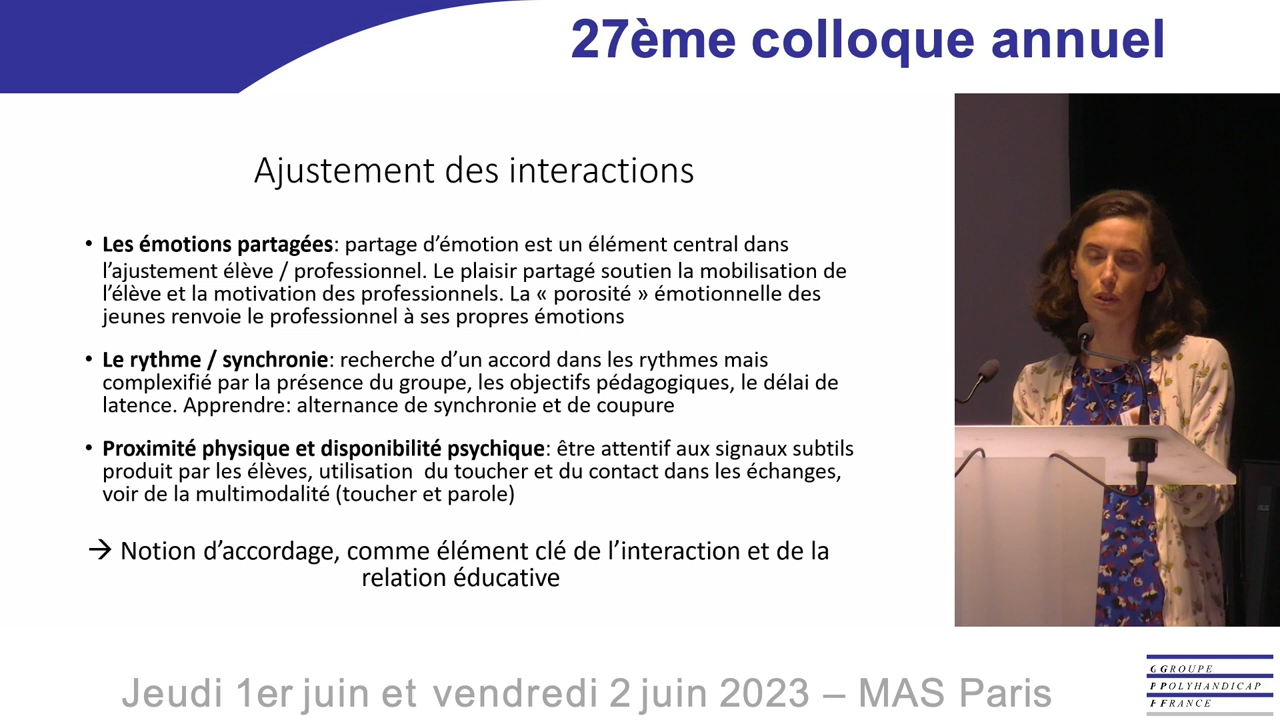 27ème colloque annuel
Ajustement des interactions
• Les émotions partagées: partage d’émotion est un élément central dans
l’ajustement élève / professionnel. Le plaisir partagé soutien la mobilisation de
l’élève et la motivation des professionnels. La « porosité » émotionnelle des
jeunes renvoie le professionnel à ses propres émotions
• Le rythme / synchronie: recherche d’un accord dans les rythmes mais
complexifié par la présence du groupe, les objectifs pédagogiques, le délai de
latence. Apprendre: alternance de synchronie et de coupure
• Proximité physique et disponibilité psychique: être attentif aux signaux subtils
produit par les élèves, utilisation du toucher et du contact dans les échanges,
voir de la multimodalité (toucher et parole)
→ Notion d’accordage, comme élément clé de l’interaction et de la
relation éducative
Jeudi 1er juin et vendredi 2 juin 2023 – MAS Paris
G GROUPE
P POLYHANDICAP
F FRANCE